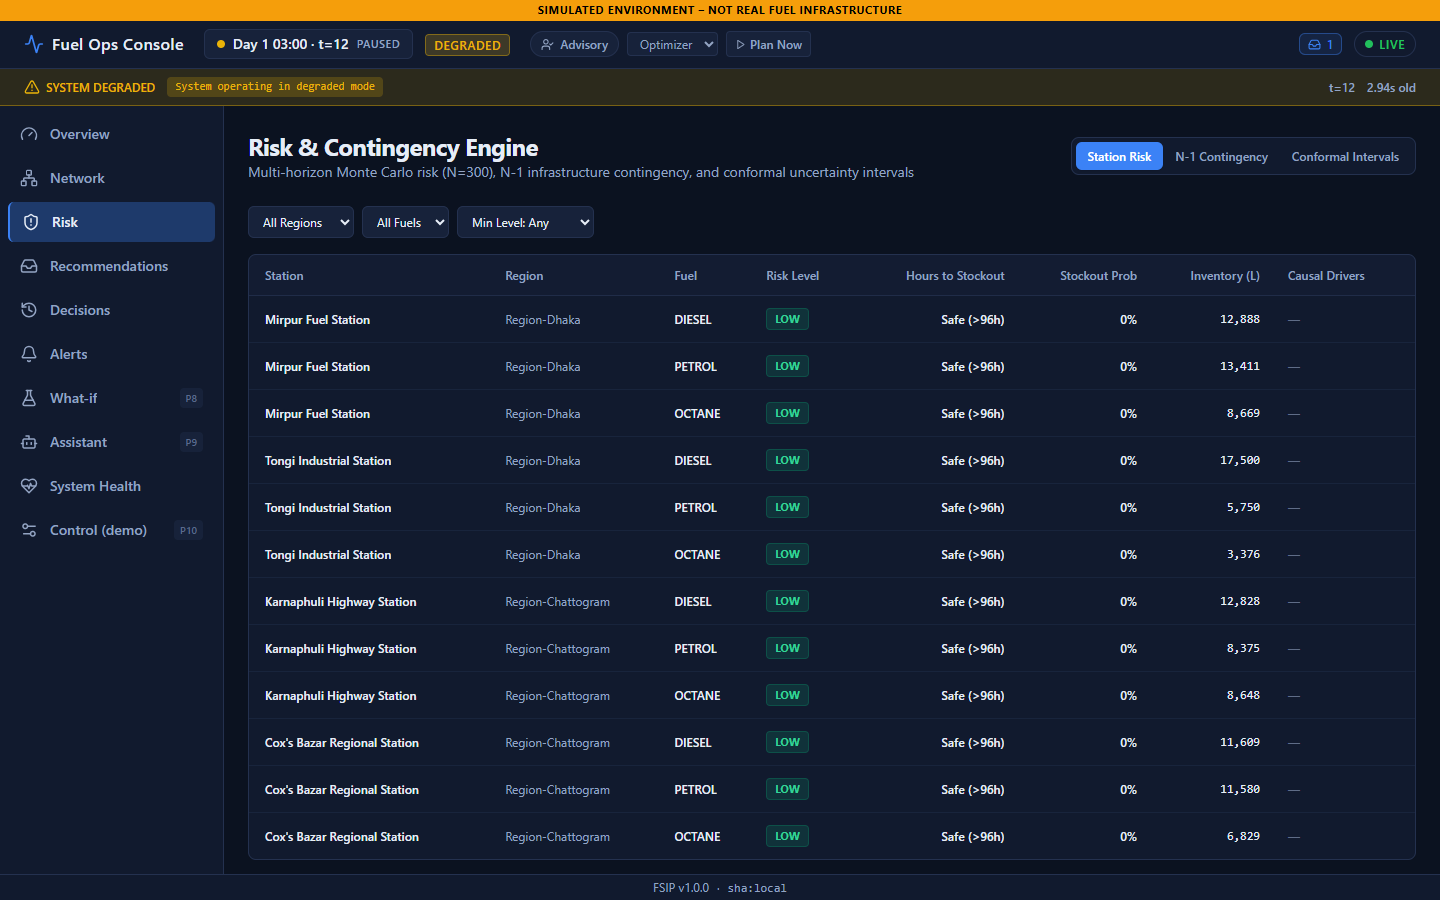 SIMULATED ENVIRONMENT – NOT REAL FUEL INFRASTRUCTURE
Fuel Ops Console
Day 1 03:00 · t=12 PAUSED
DEGRADED
Advisory
Optimizer
Plan Now
1
LIVE
SYSTEM DEGRADED
System operating in degraded mode
t=12 2.94s old
Overview
Network
Risk
Recommendations
Decisions
Alerts
What-if P8
Assistant P9
System Health
Control (demo) P10
Risk & Contingency Engine
Multi-horizon Monte Carlo risk (N=300), N-1 infrastructure contingency, and conformal uncertainty intervals
Station Risk N-1 Contingency Conformal Intervals
All Regions All Fuels Min Level: Any
Station Region Fuel Risk Level Hours to Stockout Stockout Prob Inventory (L) Causal Drivers
Mirpur Fuel Station Region-Dhaka DIESEL LOW Safe (>96h) 0% 12,888 —
Mirpur Fuel Station Region-Dhaka PETROL LOW Safe (>96h) 0% 13,411 —
Mirpur Fuel Station Region-Dhaka OCTANE LOW Safe (>96h) 0% 8,669 —
Tongi Industrial Station Region-Dhaka DIESEL LOW Safe (>96h) 0% 17,500 —
Tongi Industrial Station Region-Dhaka PETROL LOW Safe (>96h) 0% 5,750 —
Tongi Industrial Station Region-Dhaka OCTANE LOW Safe (>96h) 0% 3,376 —
Karnaphuli Highway Station Region-Chattogram DIESEL LOW Safe (>96h) 0% 12,828 —
Karnaphuli Highway Station Region-Chattogram PETROL LOW Safe (>96h) 0% 8,375 —
Karnaphuli Highway Station Region-Chattogram OCTANE LOW Safe (>96h) 0% 8,648 —
Cox's Bazar Regional Station Region-Chattogram DIESEL LOW Safe (>96h) 0% 11,609 —
Cox's Bazar Regional Station Region-Chattogram PETROL LOW Safe (>96h) 0% 11,580 —
Cox's Bazar Regional Station Region-Chattogram OCTANE LOW Safe (>96h) 0% 6,829 —
FSIP v1.0.0 · sha:local